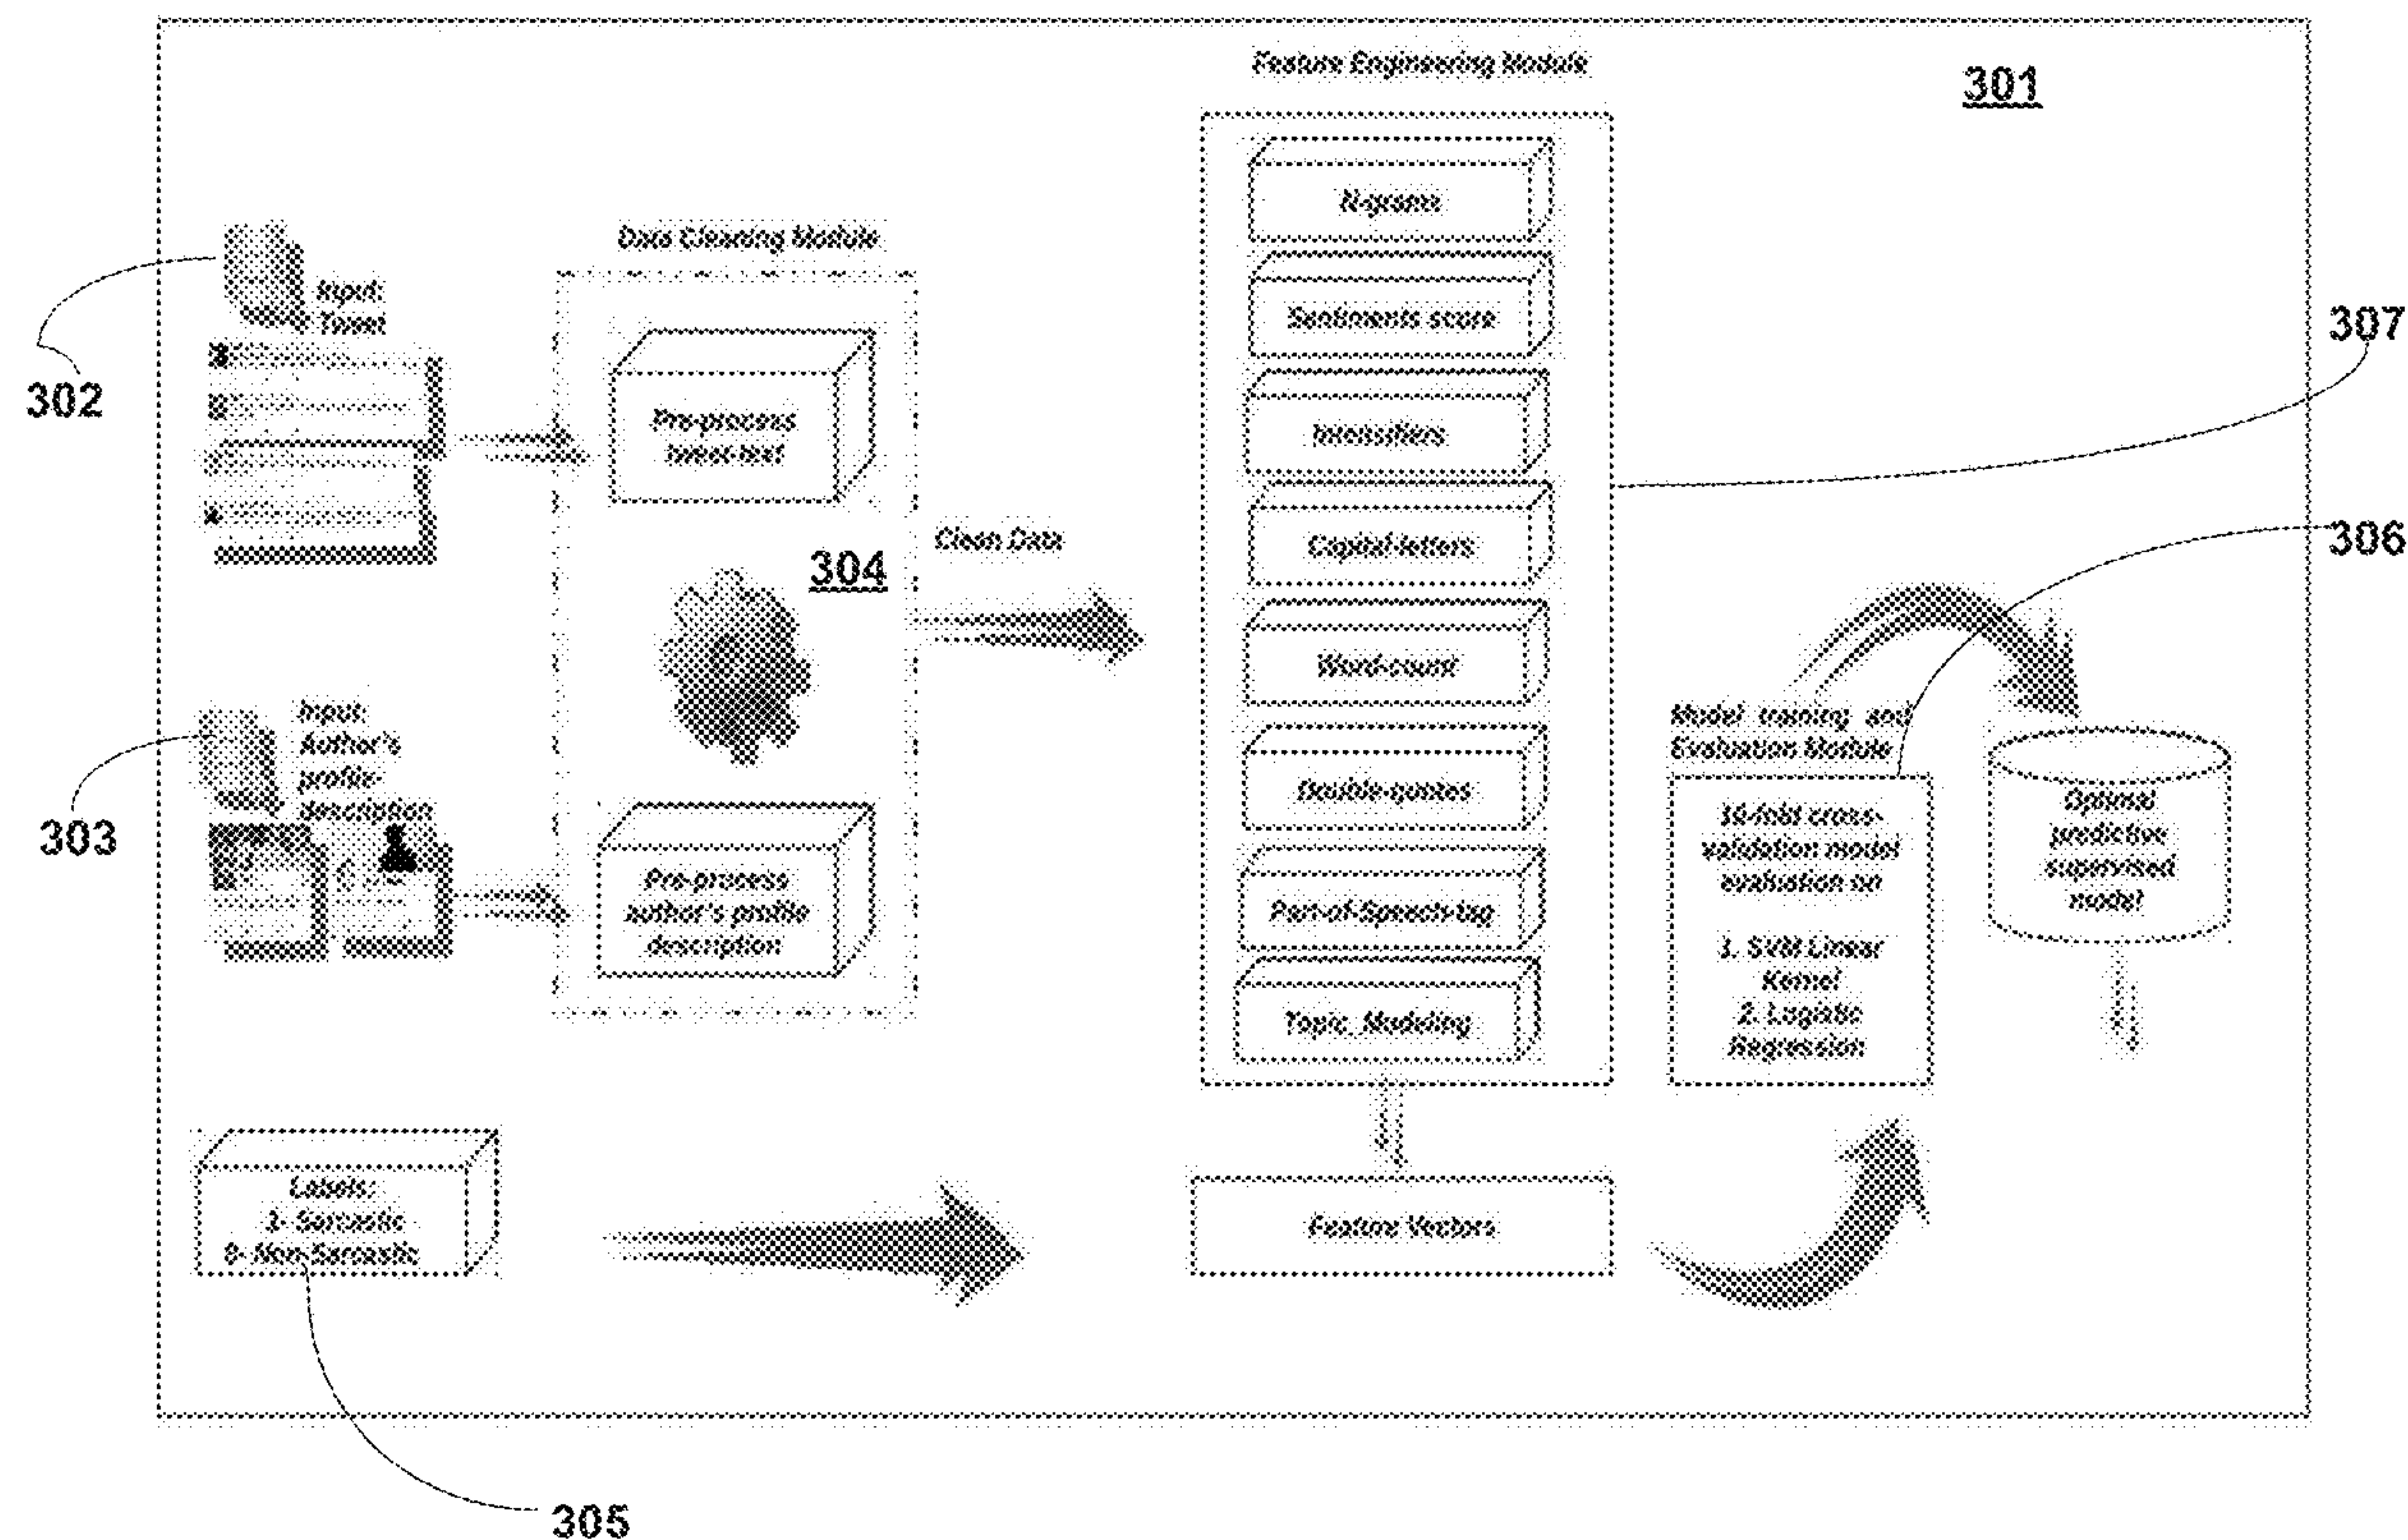 Feature Engineering Module
301
N-grams
Data Cleaning Module
Input:
Tweet
Sentiments score
307
302
Pre-process
tweet-text
Intensifiers
304
Clean Data
Capital-letters
306
Word-count
Input:
Author's
profile-
description
303
Model training and
Evaluation Module
Double-quotes
10-fold cross-
validation model
evaluation on
1. SVM Linear
Kernel
2. Logistic
Regression
Optimal
predictive
supervised
model
Pre-process
author's profile
description
Part-of-Speech-tag
Topic Modeling
Labels:
1- Sarcastic
0- Non-Sarcastic
Feature Vectors
305